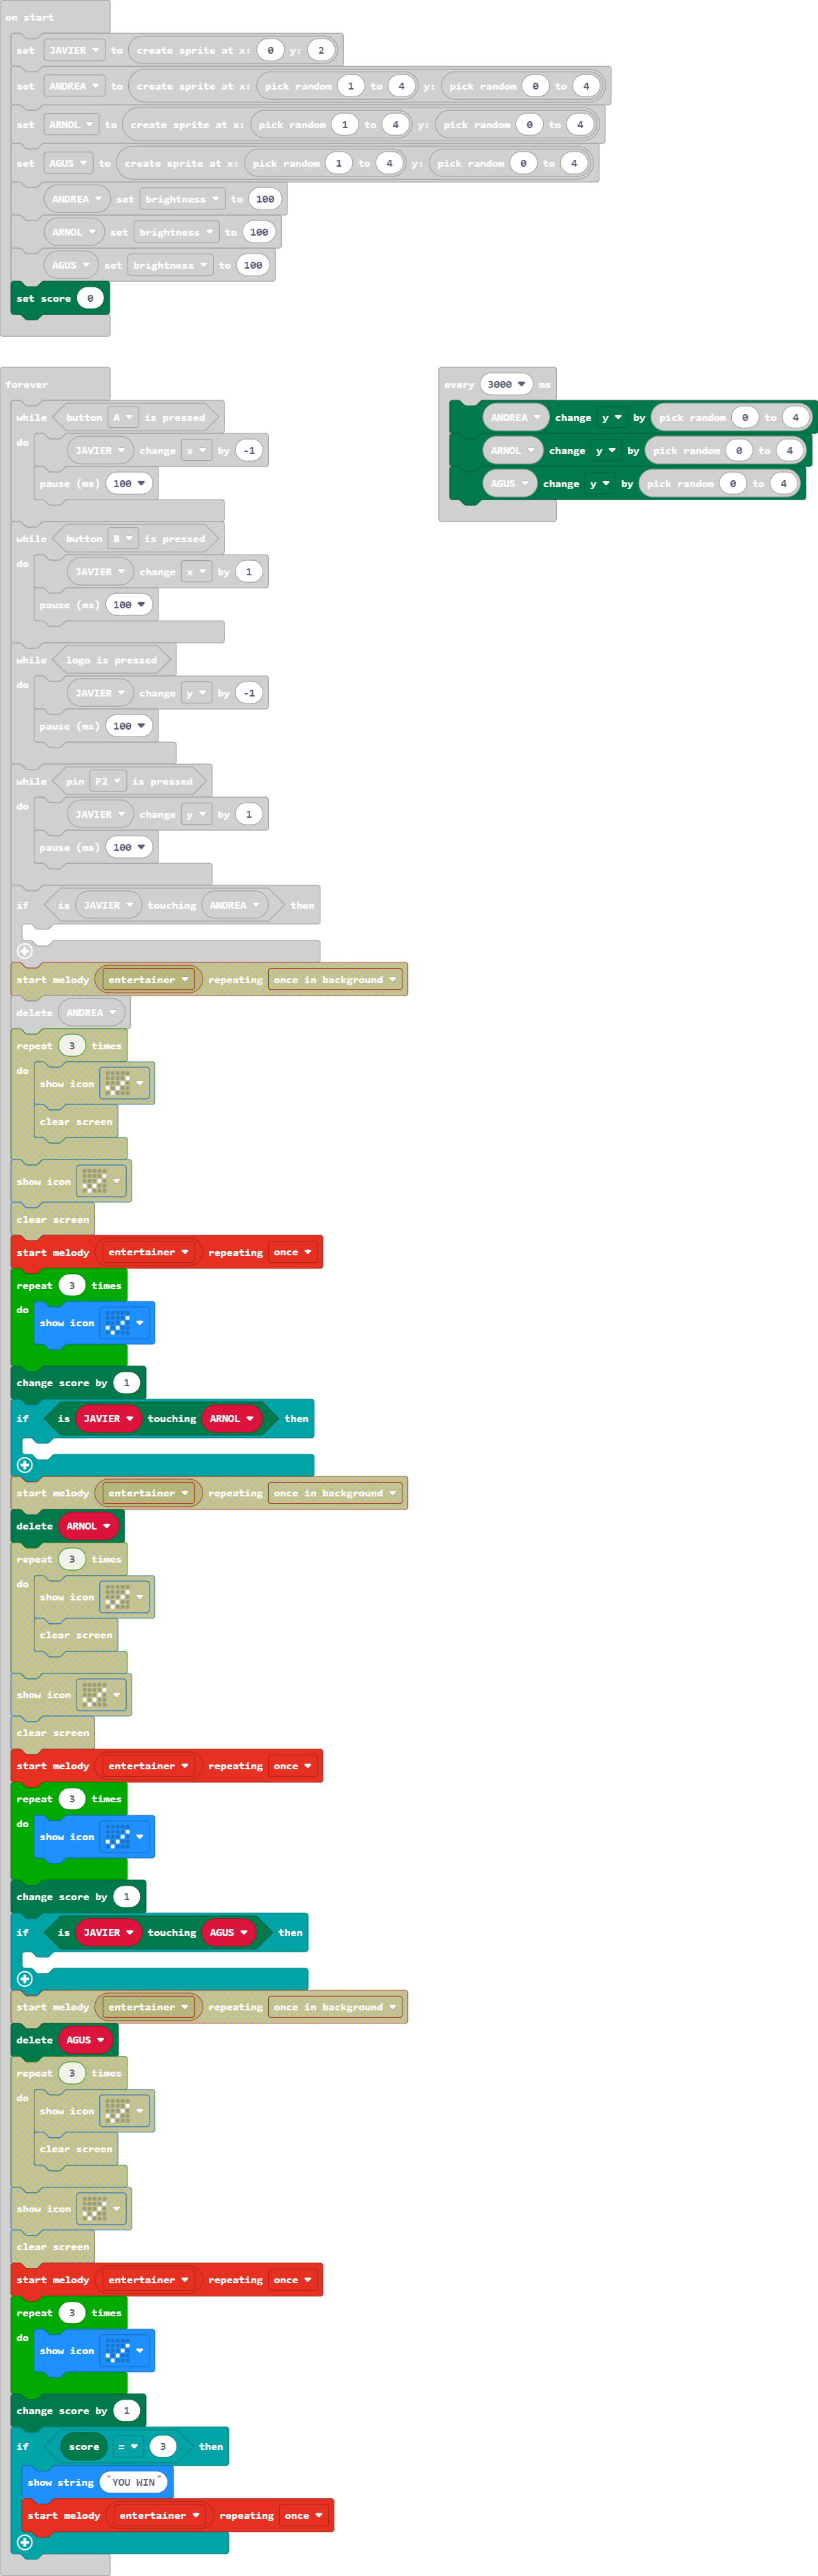 on start
set JAVIER to create sprite at x: 0 y: 2
set ANDREA to create sprite at x: pick random 1 to 4 y: pick random 0 to 4
set ARNOL to create sprite at x: pick random 1 to 4 y: pick random 0 to 4
set AGUS to create sprite at x: pick random 1 to 4 y: pick random 0 to 4
ANDREA set brightness to 100
ARNOL set brightness to 100
AGUS set brightness to 100
set score 0
forever
while button A is pressed
do JAVIER change x by -1
pause (ms) 100
while button B is pressed
do JAVIER change x by 1
pause (ms) 100
while logo is pressed
do JAVIER change y by -1
pause (ms) 100
while pin P2 is pressed
do JAVIER change y by 1
pause (ms) 100
if is JAVIER touching ANDREA then
start melody entertainer repeating once in background
delete ANDREA
repeat 3 times
do show icon
clear screen
show icon
clear screen
start melody entertainer repeating once
repeat 3 times
do show icon
change score by 1
if is JAVIER touching ARNOL then
start melody entertainer repeating once in background
delete ARNOL
repeat 3 times
do show icon
clear screen
show icon
clear screen
start melody entertainer repeating once
repeat 3 times
do show icon
change score by 1
if is JAVIER touching AGUS then
start melody entertainer repeating once in background
delete AGUS
repeat 3 times
do show icon
clear screen
show icon
clear screen
start melody entertainer repeating once
repeat 3 times
do show icon
change score by 1
if score = 3 then
show string "YOU WIN"
start melody entertainer repeating once
every 3000 ms
ANDREA change y by pick random 0 to 4
ARNOL change y by pick random 0 to 4
AGUS change y by pick random 0 to 4